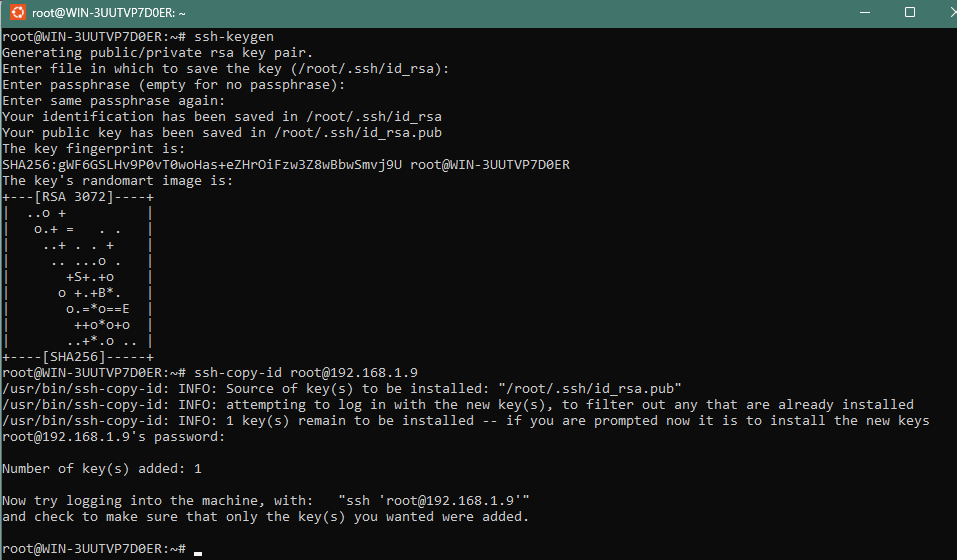 root@WIN-3UUTVP7D0ER: ~
root@WIN-3UUTVP7D0ER:~# ssh-keygen
Generating public/private rsa key pair.
Enter file in which to save the key (/root/.ssh/id_rsa):
Enter passphrase (empty for no passphrase):
Enter same passphrase again:
Your identification has been saved in /root/.ssh/id_rsa
Your public key has been saved in /root/.ssh/id_rsa.pub
The key fingerprint is:
SHA256:gWF6GSLHv9P0vT0woHas+eZHrOiFzw3Z8wBbwSmvj9U root@WIN-3UUTVP7D0ER
The key's randomart image is:
+---[RSA 3072]----+
|  ..o +          |
|   o.+ =   . .   |
|    ..+ . . +    |
|     .. ...o .   |
|       +S+.+o    |
|      o +.+B*.   |
|       o.=*o==E  |
|        ++o*o+o  |
|       ..+*.o .. |
+----[SHA256]-----+
root@WIN-3UUTVP7D0ER:~# ssh-copy-id root@192.168.1.9
/usr/bin/ssh-copy-id: INFO: Source of key(s) to be installed: "/root/.ssh/id_rsa.pub"
/usr/bin/ssh-copy-id: INFO: attempting to log in with the new key(s), to filter out any that are already installed
/usr/bin/ssh-copy-id: INFO: 1 key(s) remain to be installed -- if you are prompted now it is to install the new keys
root@192.168.1.9's password:
Number of key(s) added: 1
Now try logging into the machine, with:   "ssh 'root@192.168.1.9'"
and check to make sure that only the key(s) you wanted were added.
root@WIN-3UUTVP7D0ER:~#